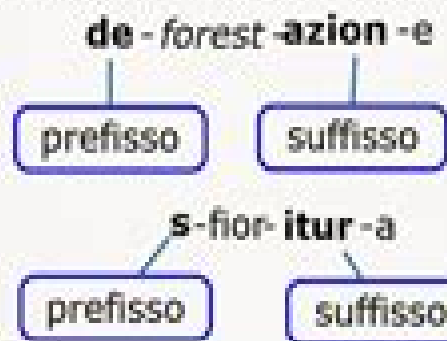 de - forest - azion - e
prefisso suffisso
s - fior - itur - a
prefisso suffisso